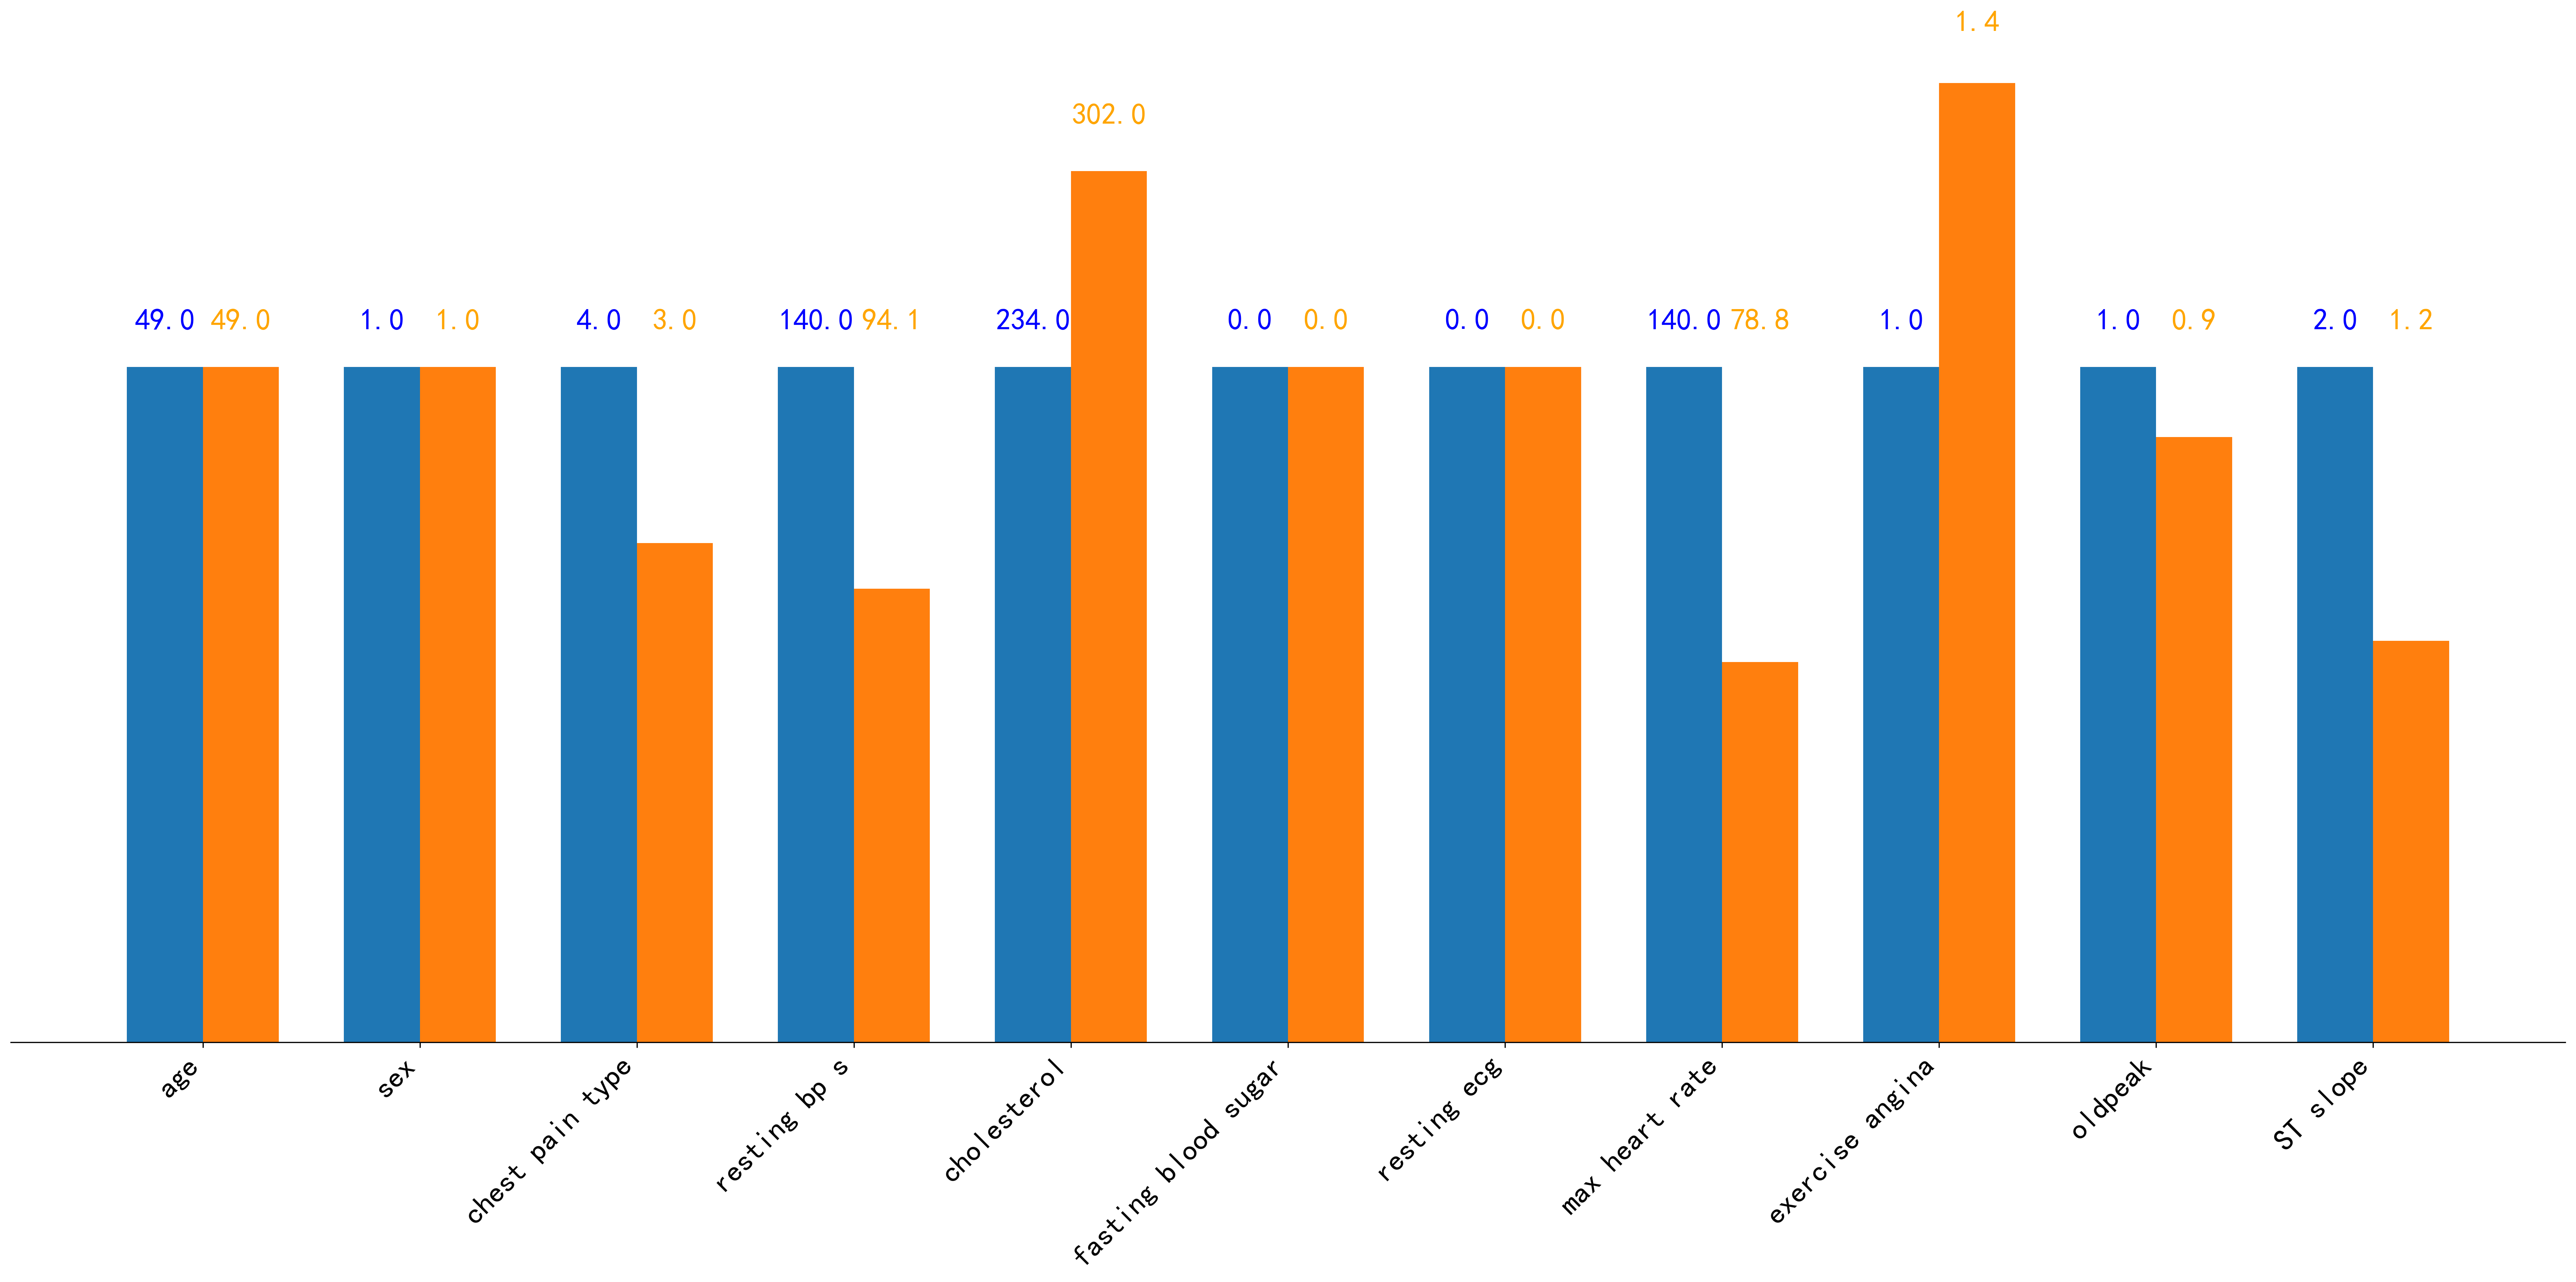 1.4
302.0
49.0 49.0 1.0 1.0 4.0 3.0 140.0 94.1 234.0 0.0 0.0 0.0 0.0 140.0 78.8 1.0 1.0 0.9 2.0 1.2
age
sex
chest pain type
resting bp s
cholesterol
fasting blood sugar
resting ecg
max heart rate
exercise angina
oldpeak
ST slope